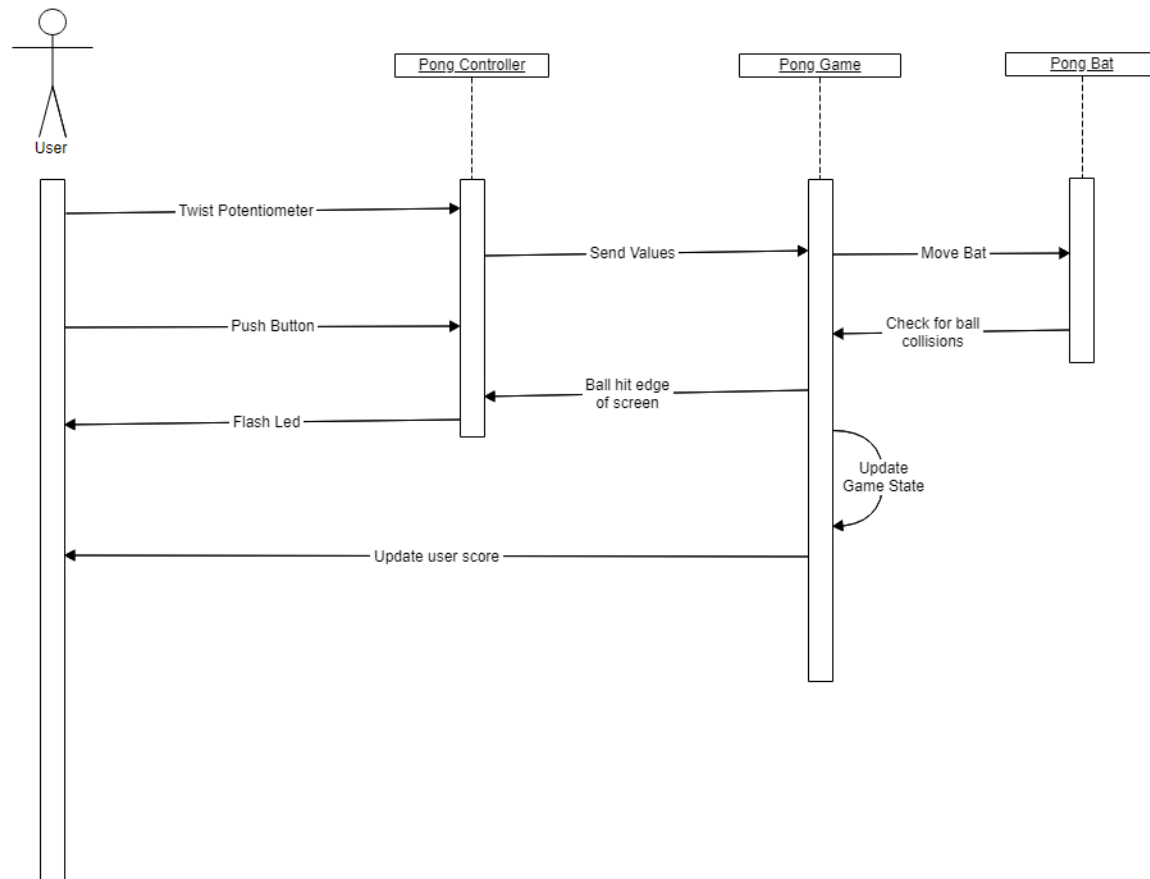 User
Pong Controller
Pong Game
Pong Bat
Twist Potentiometer
Send Values
Move Bat
Push Button
Check for ball
collisions
Ball hit edge
of screen
Flash Led
Update
Game State
Update user score